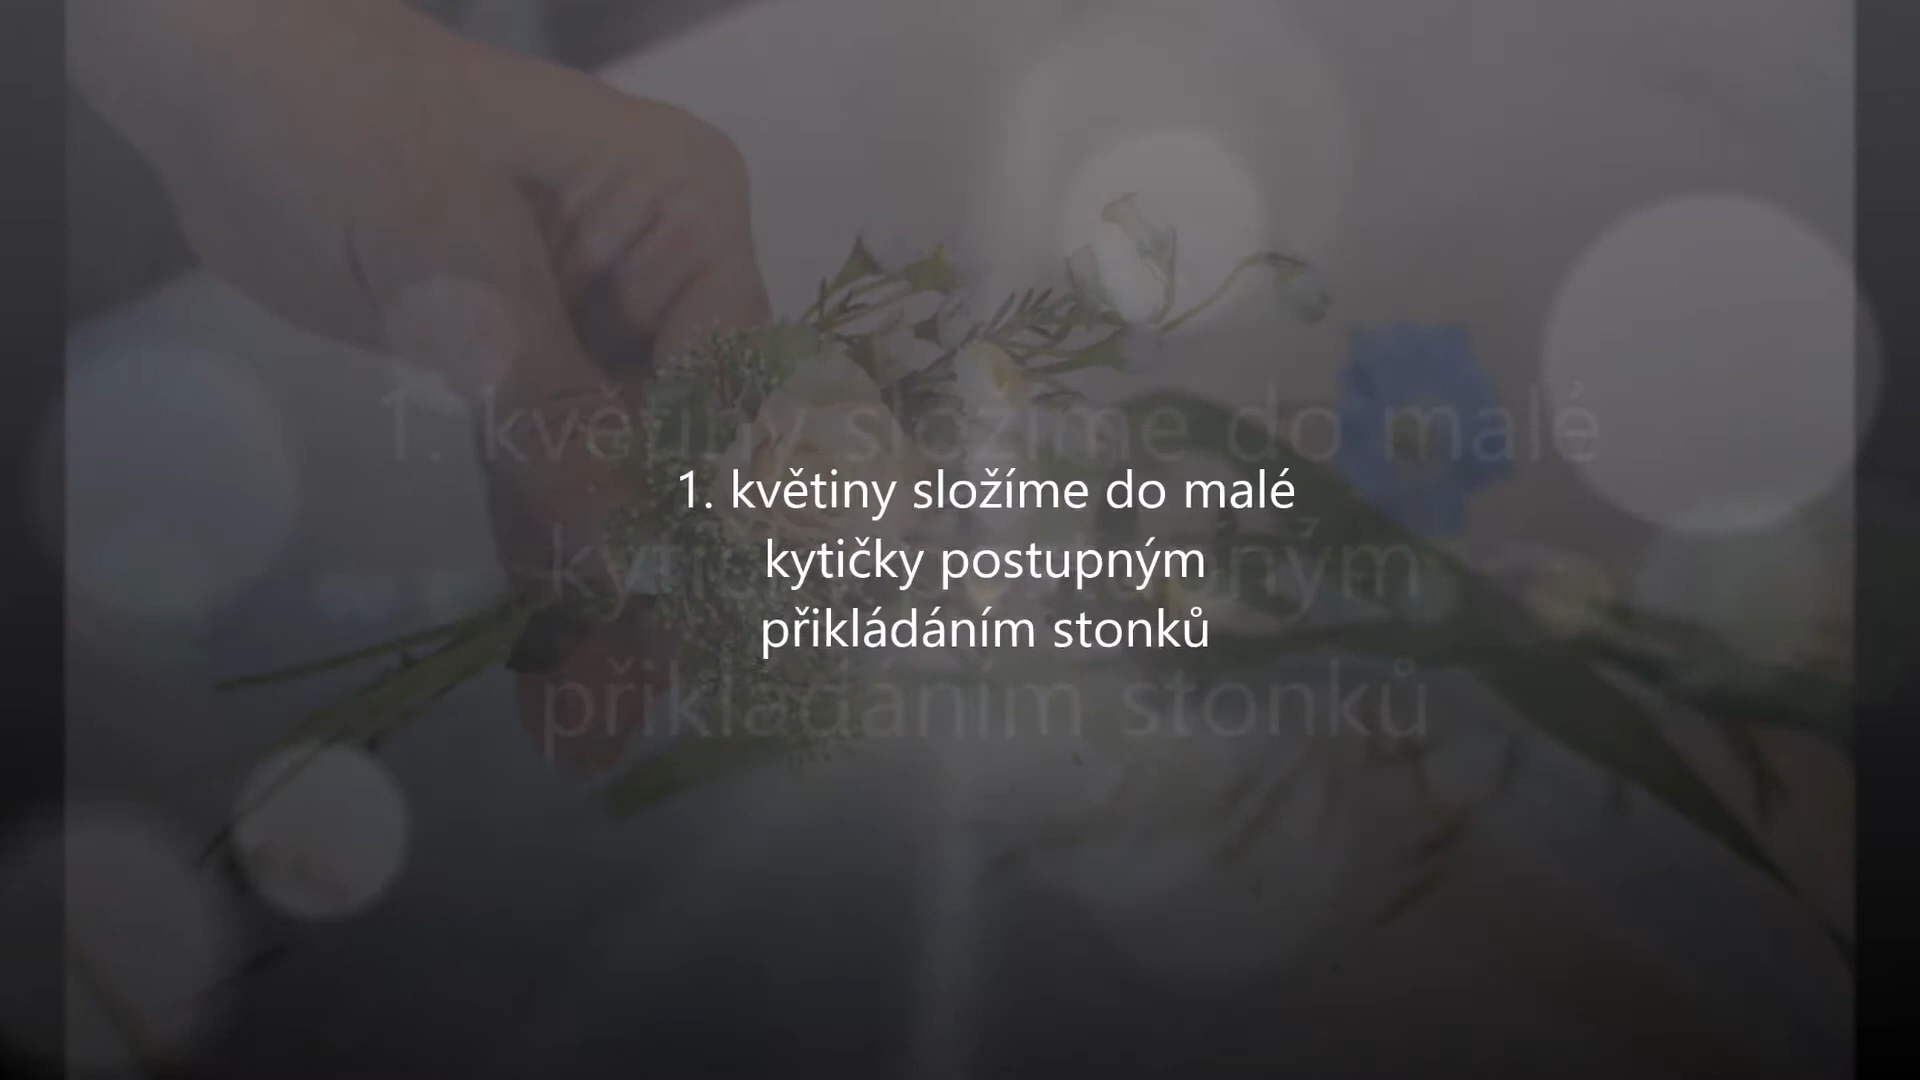 1. květiny složíme do malé
kytičky postupným
přikládáním stonků